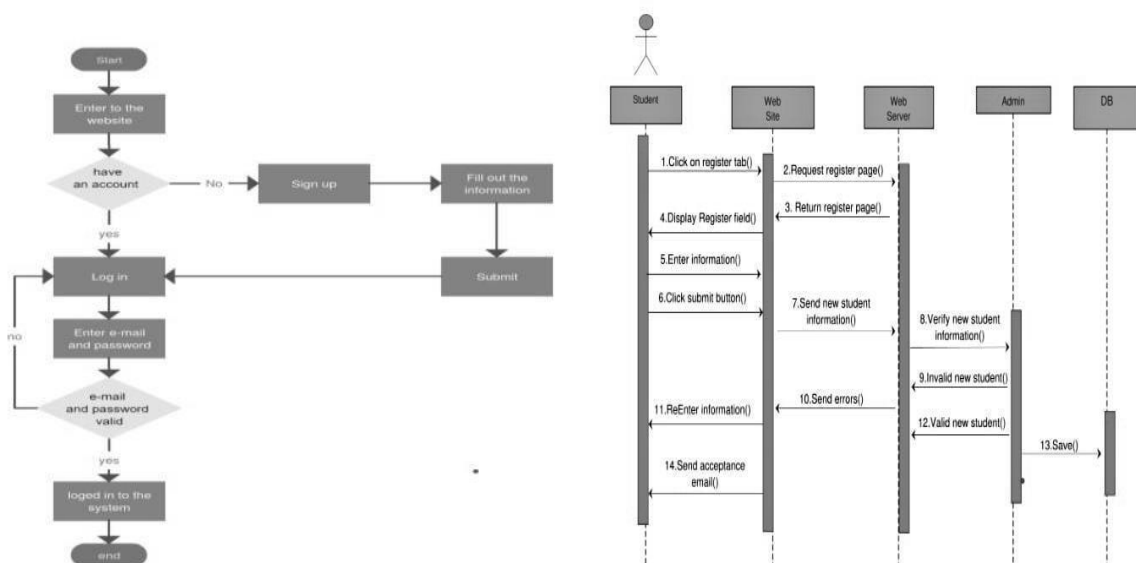 Start
Enter to the
website
have
an account
No
Sign up
Fill out the
information
yes
Log in
Submit
no
Enter e-mail
and password
e-mail
and password
valid
yes
loged in to the
system
end
Student
Web
Site
Web
Server
Admin
DB
1.Click on register tab()
2.Request register page()
3. Return register page()
4.Display Register field()
5.Enter information()
6.Click submit button()
7.Send new student
information()
8.Verify new student
information()
9.Invalid new student()
10.Send errors()
11.ReEnter information()
12.Valid new student()
13.Save()
14.Send acceptance
email()